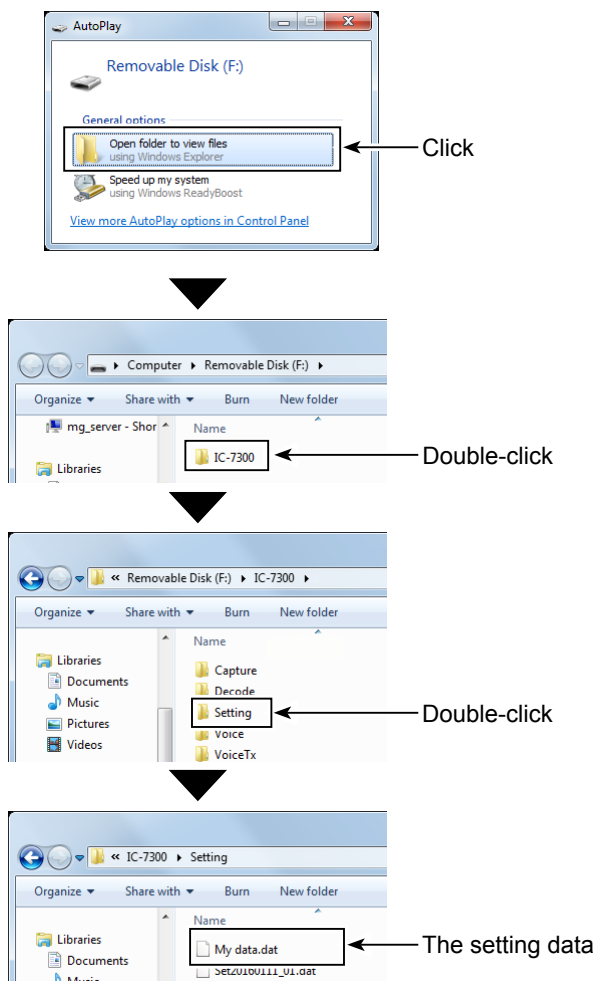 AutoPlay
Removable Disk (F:)
General options
Open folder to view files
using Windows Explorer
Click
Speed up my system
using Windows ReadyBoost
View more AutoPlay options in Control Panel
Computer Removable Disk (F:)
Organize Share with Burn New folder
mg_server - Shor Name
IC-7300 Double-click
Libraries
« Removable Disk (F:) IC-7300
Organize Share with Burn New folder
Name
Libraries Capture
Documents Decode
Music Setting Double-click
Pictures Voice
Videos VoiceTx
« IC-7300 Setting
Organize Share with Burn New folder
Name
Libraries My data.dat The setting data
Documents Set20160111_01.dat
Music